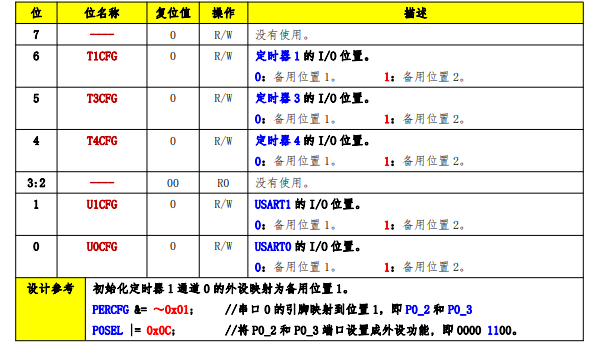 位 位名称 复位值 操作 描述
7 —— 0 R/W 没有使用。
6 T1CFG 0 R/W 定时器 1 的 I/O 位置。
0：备用位置 1。 1：备用位置 2。
5 T3CFG 0 R/W 定时器 3 的 I/O 位置。
0：备用位置 1。 1：备用位置 2。
4 T4CFG 0 R/W 定时器 4 的 I/O 位置。
0：备用位置 1。 1：备用位置 2。
3:2 —— 00 R0 没有使用。
1 U1CFG 0 R/W USART1 的 I/O 位置。
0：备用位置 1。 1：备用位置 2。
0 U0CFG 0 R/W USART0 的 I/O 位置。
0：备用位置 1。 1：备用位置 2。
设计参考 初始化定时器 1 通道 0 的外设映射为备用位置 1。
PERCFG &= ～0x01; //串口 0 的引脚映射到位置 1，即 P0_2 和 P0_3
P0SEL |= 0x0C; //将 P0_2 和 P0_3 端口设置成外设功能，即 0000 1100。